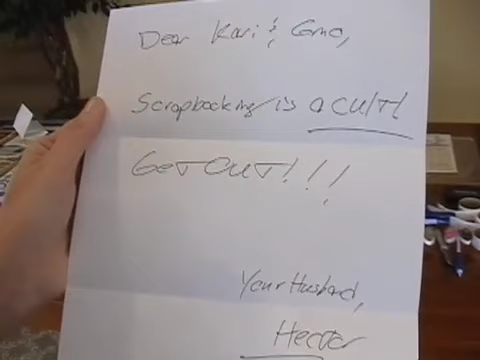 Dear Kari & Gma,
Scrapbooking is a CULT!
GET OUT!!!
Your Husband,
Hector